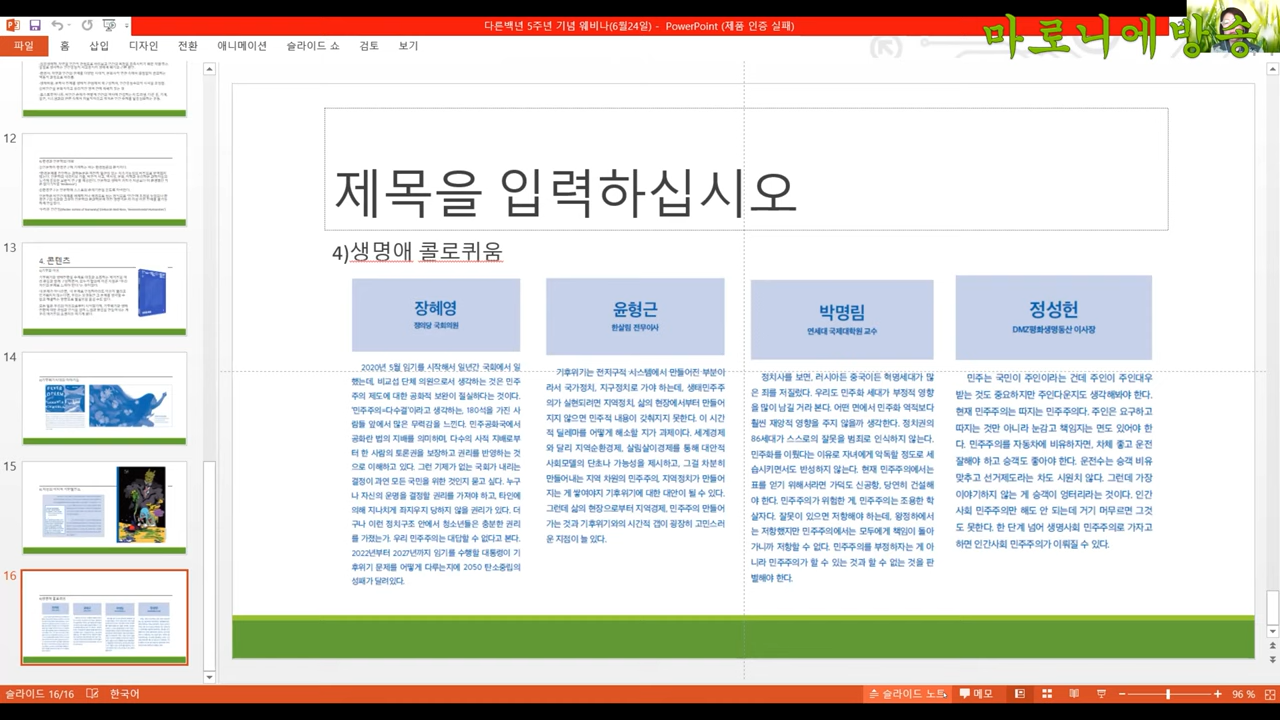 다른백년 5주년 기념 웨비나(6월24일) - PowerPoint (제품 인증 실패)
마로니에방송
파일 홈 삽입 디자인 전환 애니메이션 슬라이드 쇼 검토 보기
12
13
4. 콘텐츠
14
15
16
제목을 입력하십시오
4)생명애 콜로퀴움
장혜영
정의당 국회의원
2020년 5월 임기를 시작해서 일년간 국회에서 일
했는데, 비교섭 단체 의원으로서 생각하는 것은 민주
주의 제도에 대한 공화적 보완이 절실하다는 것이다.
'민주주의=다수결'이라고 생각하는, 180석을 가진 사
람들 앞에서 많은 무력감을 느낀다. 민주공화국에서
공화란 법의 지배를 의미하며, 다수의 사적 지배로부
터 한 사람의 토론권을 보장하고 권리를 반영하는 것
으로 이해하고 있다. 그런 기제가 없는 국회가 내리는
결정이 과연 모든 국민을 위한 것인지 묻고 싶다. 누구
나 자신의 운명을 결정할 권리를 가져야 하고, 타인에
의해 지나치게 좌지우지 당하지 않을 권리가 있다. 더
구나 이런 정치구조 안에서 청소년들은 충분한 권리
를 가졌는가. 우리 민주주의는 대답할 수 없다고 본다.
2022년부터 2027년까지 임기를 수행할 대통령이 기
후위기 문제를 어떻게 다루는지에 2050 탄소중립의
성패가 달려있다.
윤형근
한살림 전무이사
기후위기는 전지구적 시스템에서 만들어진 부분이
라서 국가정치, 지구정치로 가야 하는데, 생태민주주
의가 실현되려면 지역정치, 삶의 현장에서부터 만들어
지지 않으면 민주적 내용이 갖춰지지 못한다. 이 시간
적 딜레마를 어떻게 해소할 지가 과제이다. 세계경제
와 달리 지역순환경제, 살림살이경제를 통해 대안적
사회모델의 단초나 가능성을 제시하고, 그걸 차분히
만들어내는 지역 차원의 민주주의, 지역정치가 만들어
지는 게 쌓여야지 기후위기에 대한 대안이 될 수 있다.
그런데 삶의 현장으로부터 지역경제, 민주주의 만들어
가는 것과 기후위기와의 시간적 갭이 굉장히 고민스러
운 지점이 늘 있다.
박명림
연세대 국제대학원 교수
정치사를 보면, 러시아든 중국이든 혁명세대가 많
은 죄를 저질렀다. 우리도 민주화 세대가 부정적 영향
을 많이 남길 거라 본다. 어떤 면에서 민주화 역적보다
훨씬 재앙적 영향을 주지 않을까 생각한다. 정치권의
86세대가 스스로의 잘못을 범죄로 인식하지 않는다.
민주화를 이뤘다는 이유로 자녀에게 악독할 정도로 세
습시키면서도 반성하지 않는다. 현재 민주주의에서는
표를 얻기 위해서라면 가덕도 신공항, 당연히 건설해
야 한다. 민주주의가 위험한 게, 민주주의는 조용한 학
살자다. 잘못이 있으면 저항해야 하는데, 왕정하에서
는 저항했지만 민주주의에서는 모두에게 책임이 돌아
가니까 저항할 수 없다. 민주주의를 부정하자는 게 아
니라 민주주의가 할 수 있는 것과 할 수 없는 것을 판
별해야 한다.
정성헌
DMZ평화생명동산 이사장
민주는 국민이 주인이라는 건데 주인이 주인대우
받는 것도 중요하지만 주인다운지도 생각해봐야 한다.
현재 민주주의는 따지는 민주주의다. 주인은 요구하고
따지는 것만 아니라 눈감고 책임지는 면도 있어야 한
다. 민주주의를 자동차에 비유하자면, 차체 좋고 운전
잘해야 하고 승객도 좋아야 한다. 운전수는 승객 비유
맞추고 선거제도라는 차도 시원치 않다. 그런데 가장
이야기하지 않는 게 승객이 엉터리라는 것이다. 인간
사회 민주주의만 해도 안 되는데 거기 머무르면 그것
도 못한다. 한 단계 넘어 생명사회 민주주의로 가자고
하면 인간사회 민주주의가 이뤄질 수 있다.
슬라이드 16/16 한국어 슬라이드 노트 메모 96 %